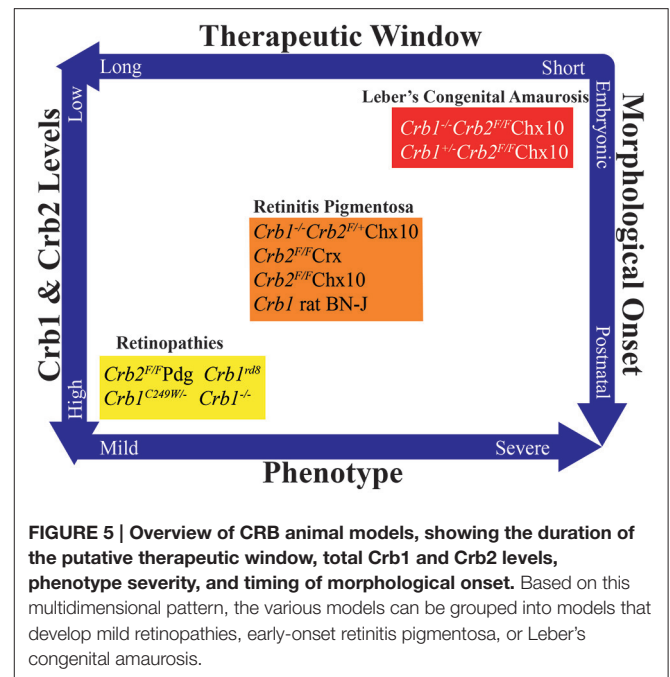 Therapeutic Window
Long Short
Crb1 & Crb2 Levels
Low
High
Embryonic
Postnatal
Morphological Onset
Leber's Congenital Amaurosis
Crb1-/-Crb2F/FChx10
Crb1+/-Crb2F/FChx10
Retinitis Pigmentosa
Crb1-/-Crb2F/+Chx10
Crb2F/FCrx
Crb2F/FChx10
Crb1 rat BN-J
Retinopathies
Crb2F/FPdg Crb1rd8
Crb1C249W/- Crb1-/-
Mild Severe
Phenotype
FIGURE 5 | Overview of CRB animal models, showing the duration of
the putative therapeutic window, total Crb1 and Crb2 levels,
phenotype severity, and timing of morphological onset. Based on this
multidimensional pattern, the various models can be grouped into models that
develop mild retinopathies, early-onset retinitis pigmentosa, or Leber's
congenital amaurosis.